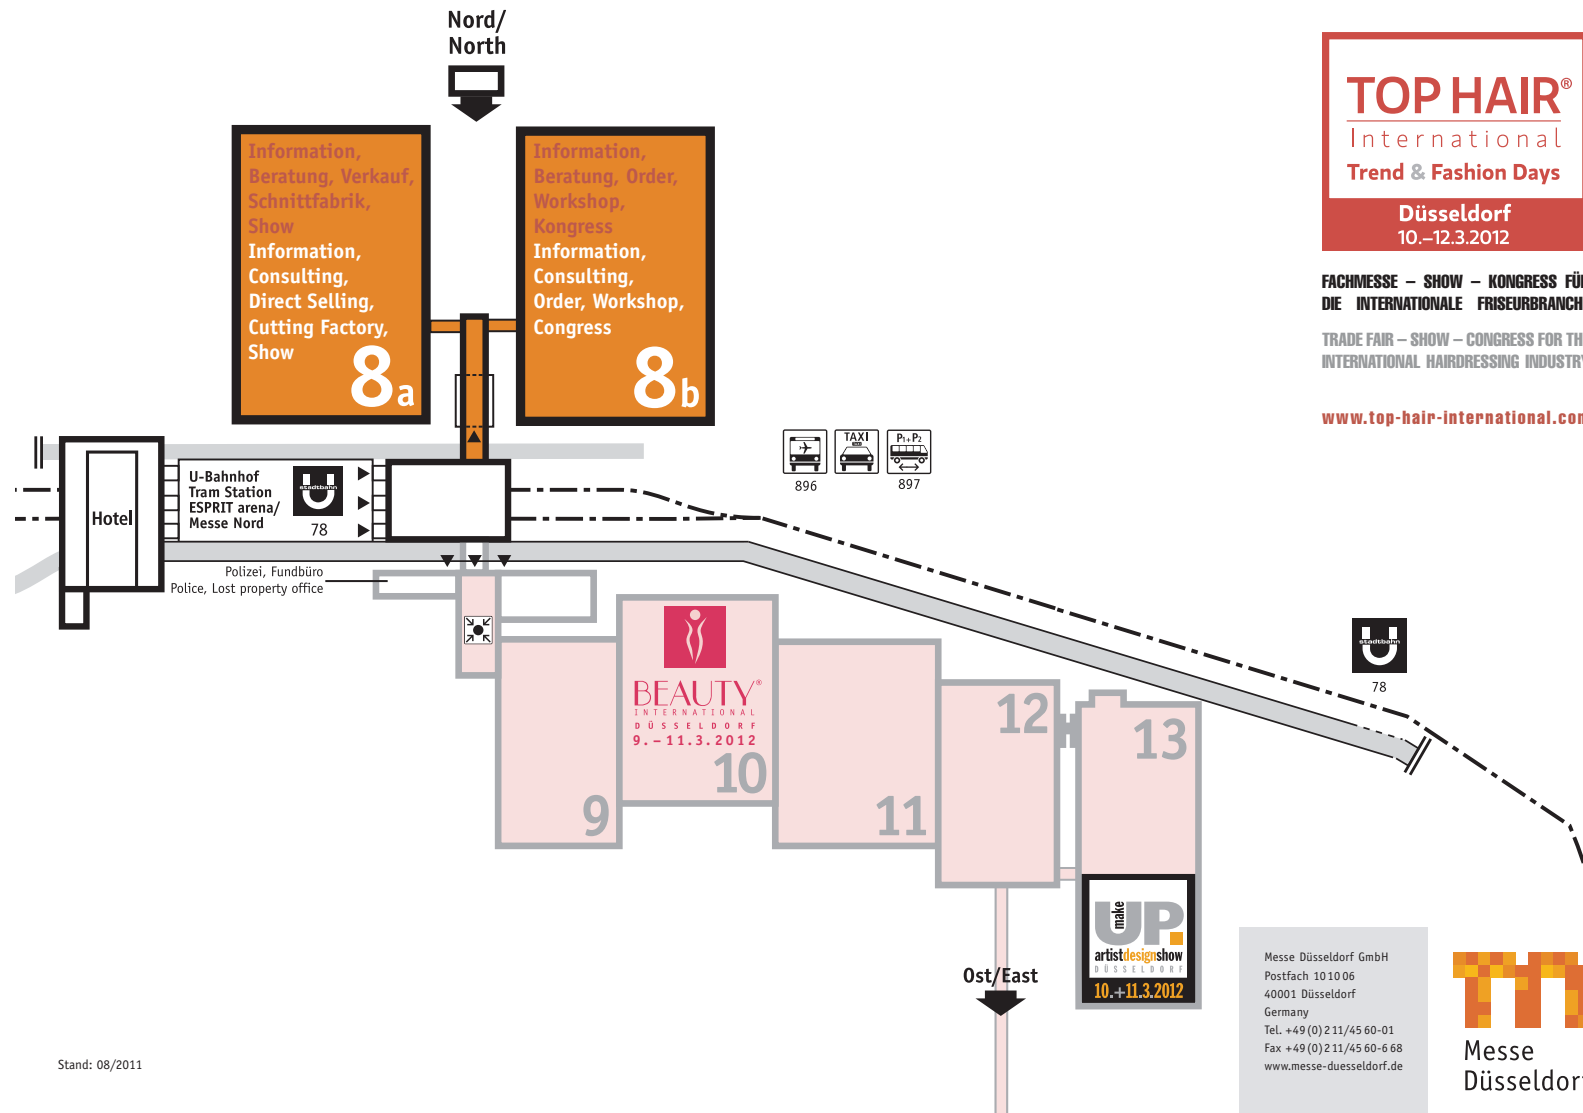 Nord/
North
TOP HAIR®
International
Trend & Fashion Days
Düsseldorf
10.–12.3.2012
FACHMESSE – SHOW – KONGRESS FÜ
DIE INTERNATIONALE FRISEURBRANCH
TRADE FAIR – SHOW – CONGRESS FOR TH
INTERNATIONAL HAIRDRESSING INDUSTRY
www.top-hair-international.com
Information,
Beratung, Verkauf,
Schnittfabrik,
Show
Information,
Consulting,
Direct Selling,
Cutting Factory,
Show
8a
Information,
Beratung, Order,
Workshop,
Kongress
Information,
Consulting,
Order, Workshop,
Congress
8b
Hotel
U-Bahnhof
Tram Station
ESPRIT arena/
Messe Nord
stadtbahn
U
78
896
TAXI
TAXI
P1+P2
897
Polizei, Fundbüro
Police, Lost property office
BEAUTY®
INTERNATIONAL
DÜSSELDORF
9.–11.3.2012
9
10
11
12
13
stadtbahn
U
78
make
UP.
artistdesignshow
DÜSSELDORF
10.+11.3.2012
Ost/East
Messe Düsseldorf GmbH
Postfach 10 10 06
40001 Düsseldorf
Germany
Tel. +49 (0) 2 11/45 60-01
Fax +49 (0) 2 11/45 60-6 68
www.messe-duesseldorf.de
Messe
Düsseldorf
Stand: 08/2011